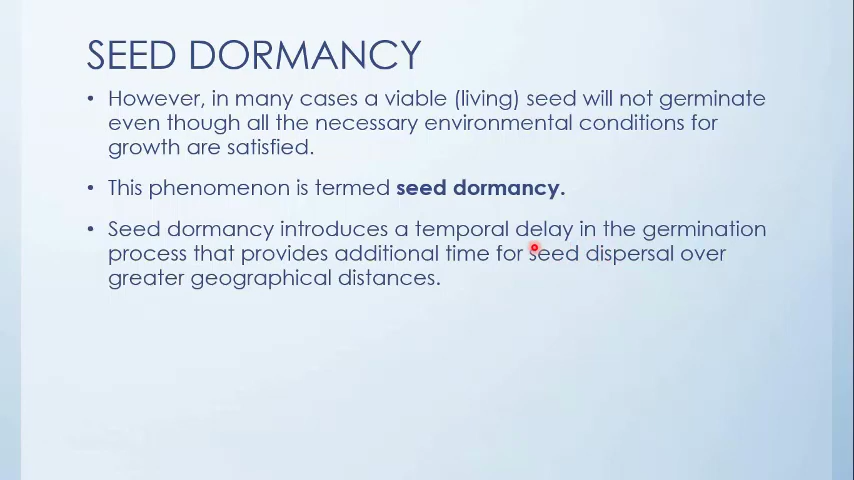 SEED DORMANCY
• However, in many cases a viable (living) seed will not germinate
even though all the necessary environmental conditions for
growth are satisfied.
• This phenomenon is termed seed dormancy.
• Seed dormancy introduces a temporal delay in the germination
process that provides additional time for seed dispersal over
greater geographical distances.